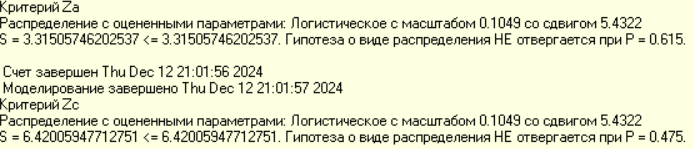 Критерий Za
Распределение с оцененными параметрами: Логистическое с масштабом 0.1049 со сдвигом 5.4322
S = 3.31505746202537 <= 3.31505746202537. Гипотеза о виде распределения НЕ отвергается при P = 0.615.
Счет завершен Thu Dec 12 21:01:56 2024
Моделирование завершено Thu Dec 12 21:01:57 2024
Критерий Zc
Распределение с оцененными параметрами: Логистическое с масштабом 0.1049 со сдвигом 5.4322
S = 6.42005947712751 <= 6.42005947712751. Гипотеза о виде распределения НЕ отвергается при P = 0.475.